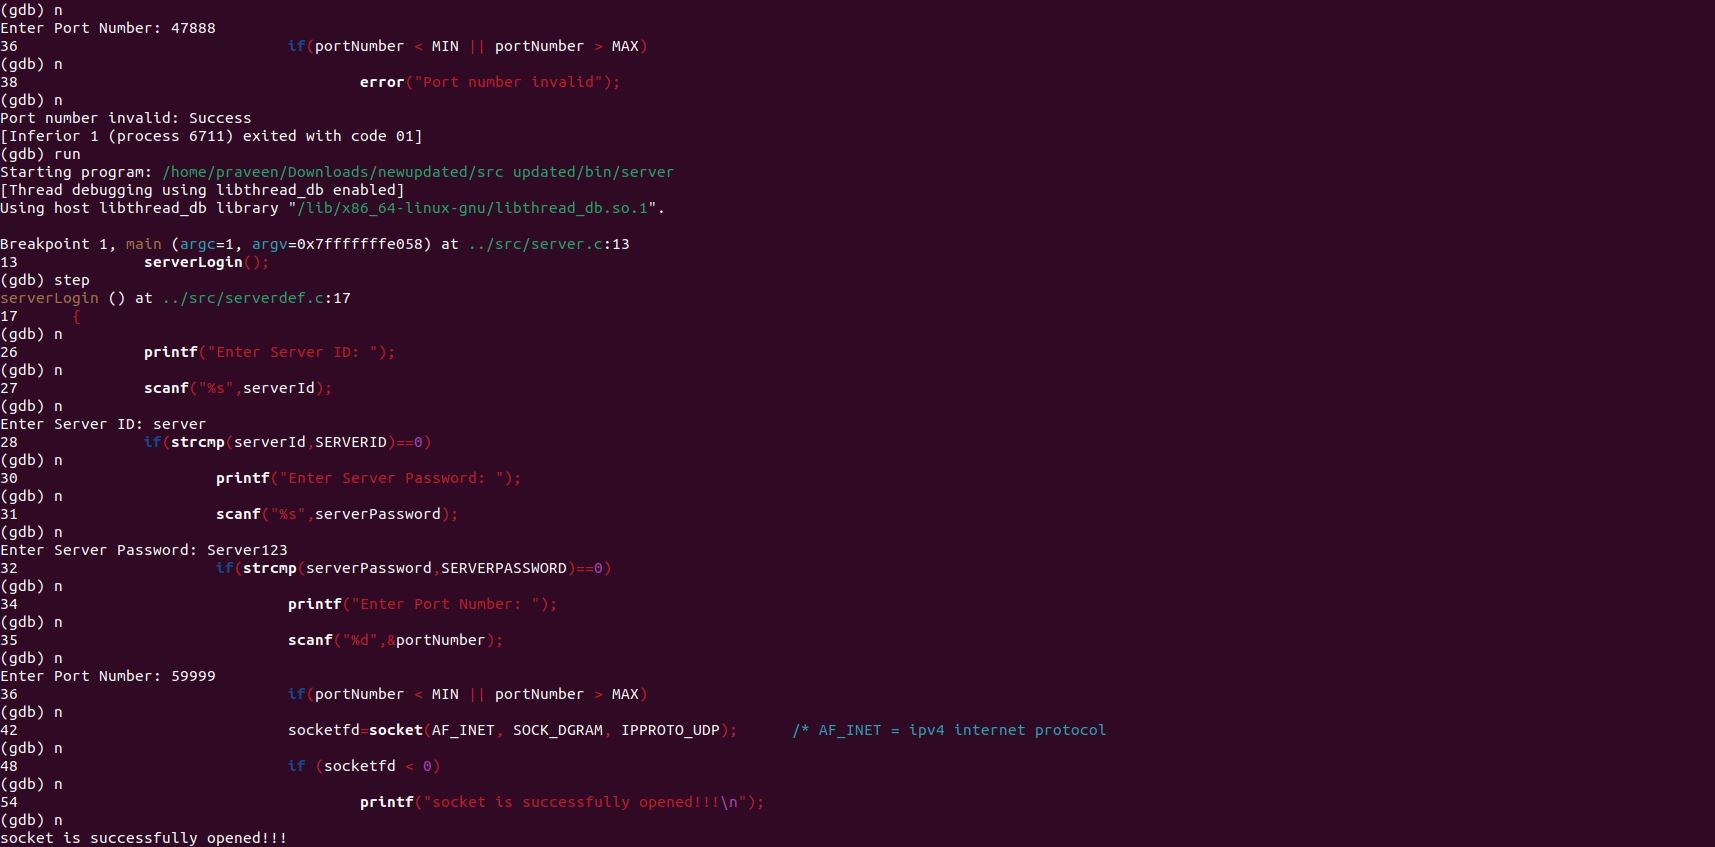 (gdb) n
Enter Port Number: 47888
36                              if(portNumber < MIN || portNumber > MAX)
(gdb) n
38                                      error("Port number invalid");
(gdb) n
Port number invalid: Success
[Inferior 1 (process 6711) exited with code 01]
(gdb) run
Starting program: /home/praveen/Downloads/newupdated/src updated/bin/server
[Thread debugging using libthread_db enabled]
Using host libthread_db library "/lib/x86_64-linux-gnu/libthread_db.so.1".

Breakpoint 1, main (argc=1, argv=0x7fffffffe058) at ../src/server.c:13
13              serverLogin();
(gdb) step
serverLogin () at ../src/serverdef.c:17
17      {
(gdb) n
26              printf("Enter Server ID: ");
(gdb) n
27              scanf("%s",serverId);
(gdb) n
Enter Server ID: server
28              if(strcmp(serverId,SERVERID)==0)
(gdb) n
30                      printf("Enter Server Password: ");
(gdb) n
31                      scanf("%s",serverPassword);
(gdb) n
Enter Server Password: Server123
32                      if(strcmp(serverPassword,SERVERPASSWORD)==0)
(gdb) n
34                              printf("Enter Port Number: ");
(gdb) n
35                              scanf("%d",&portNumber);
(gdb) n
Enter Port Number: 59999
36                              if(portNumber < MIN || portNumber > MAX)
(gdb) n
42                              socketfd=socket(AF_INET, SOCK_DGRAM, IPPROTO_UDP);      /* AF_INET = ipv4 internet protocol
(gdb) n
48                              if (socketfd < 0)
(gdb) n
54                                      printf("socket is successfully opened!!!\n");
(gdb) n
socket is successfully opened!!!